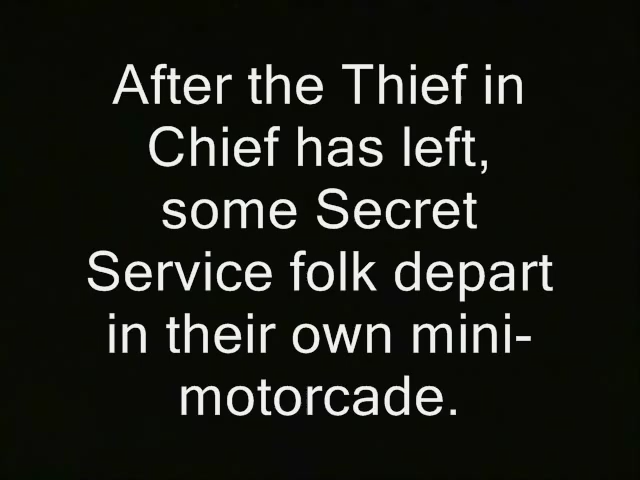 After the Thief in
Chief has left,
some Secret
Service folk depart
in their own mini-
motorcade.